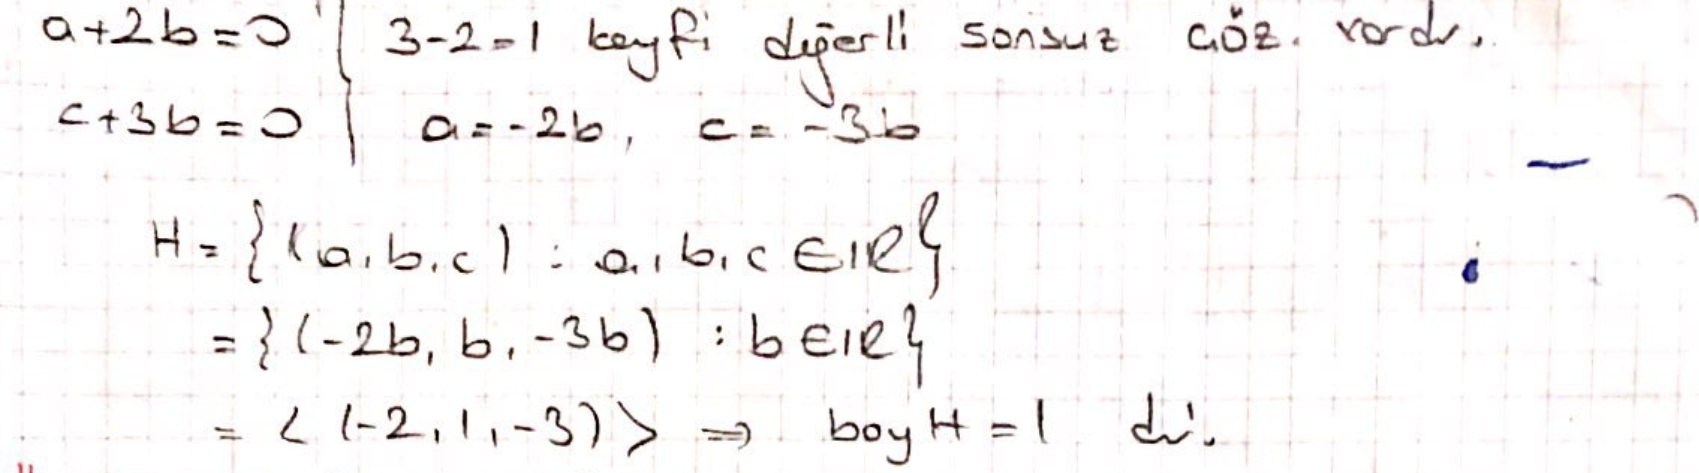 a+2b=0 } 3-2=1 keyfi değerli sonsuz çöz. vardır.
c+3b=0 a=-2b, c=-3b
H={(a,b,c) : a,b,c ∈ IR}
={(-2b, b, -3b) : b ∈ IR}
= <(-2,1,-3)> ⇒ boyH=1 dir.